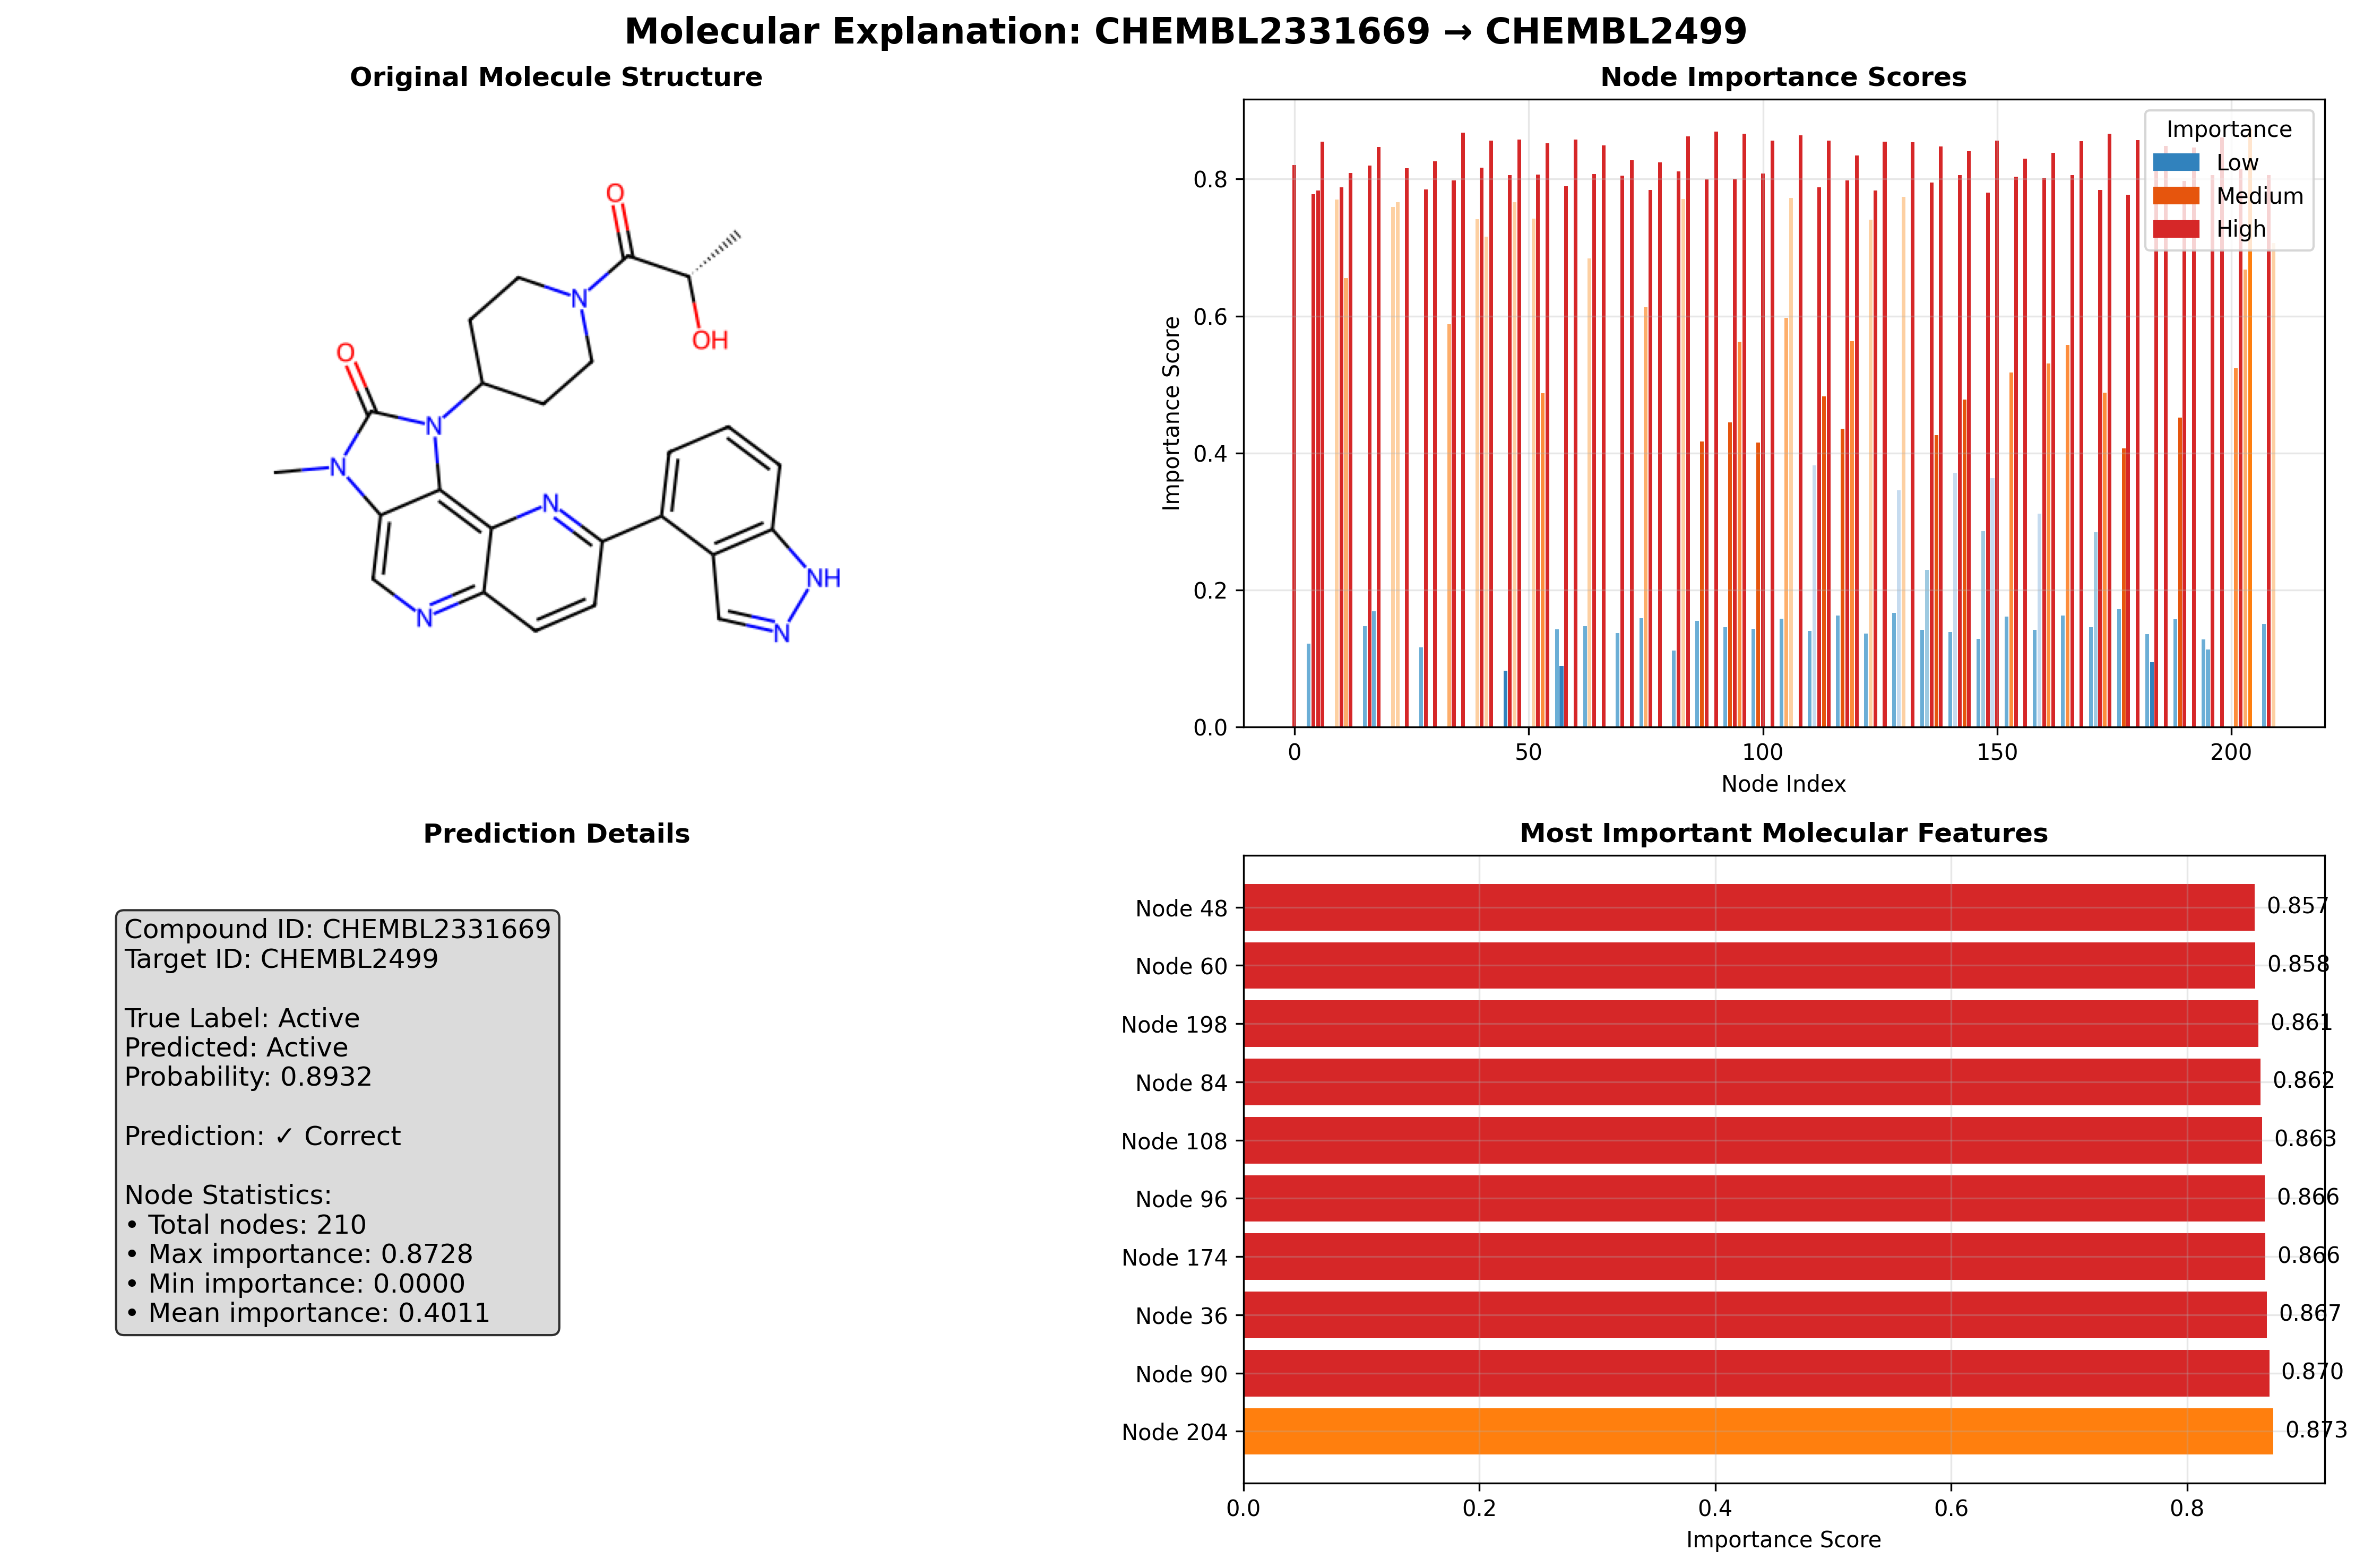 Molecular Explanation: CHEMBL2331669 → CHEMBL2499
Original Molecule Structure
O
N
OH
O
N
N
N
N
NH
N
Node Importance Scores
Importance
Low
Medium
High
Importance Score
0.8
0.6
0.4
0.2
0.0
0
50
100
150
200
Node Index
Prediction Details
Compound ID: CHEMBL2331669
Target ID: CHEMBL2499
True Label: Active
Predicted: Active
Probability: 0.8932
Prediction: ✓ Correct
Node Statistics:
• Total nodes: 210
• Max importance: 0.8728
• Min importance: 0.0000
• Mean importance: 0.4011
Most Important Molecular Features
Node 48 0.857
Node 60 0.858
Node 198 0.861
Node 84 0.862
Node 108 0.863
Node 96 0.866
Node 174 0.866
Node 36 0.867
Node 90 0.870
Node 204 0.873
0.0
0.2
0.4
0.6
0.8
Importance Score